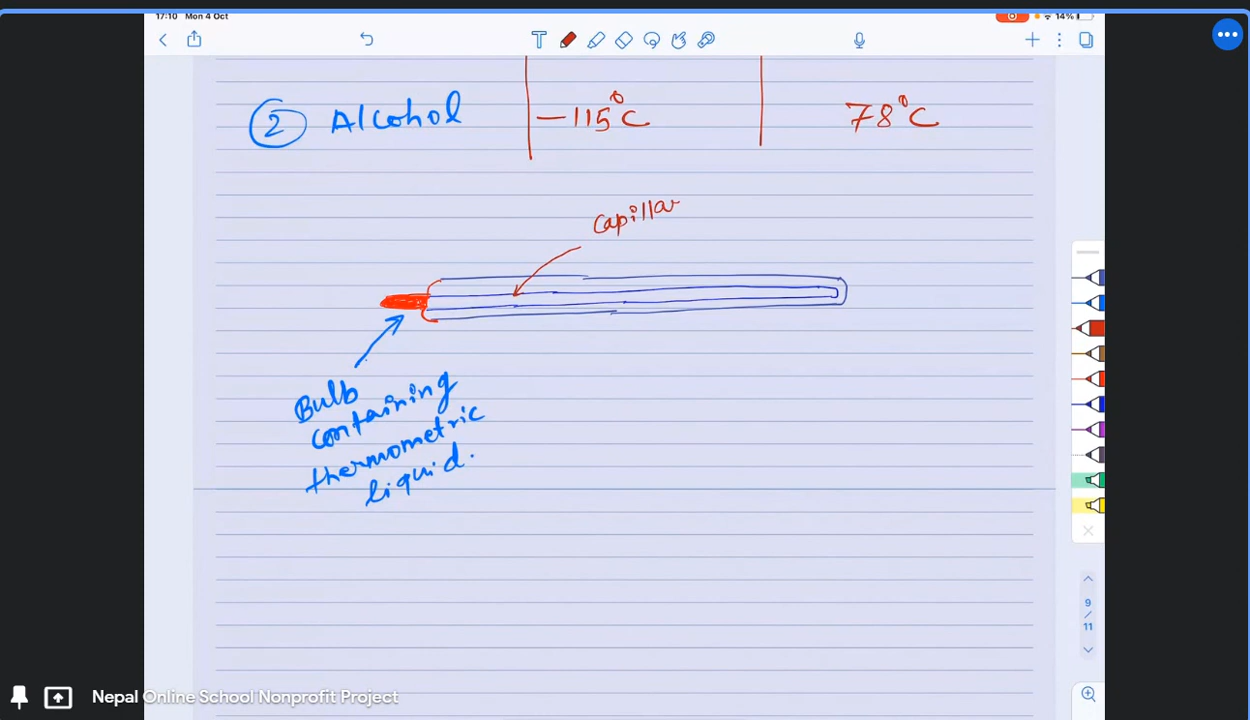 17:10 Mon 4 Oct
14%
T
② Alcohol -115°C 78°C
Capillar
Bulb
containing
thermometric
liquid.
9
/
11
Nepal Online School Nonprofit Project